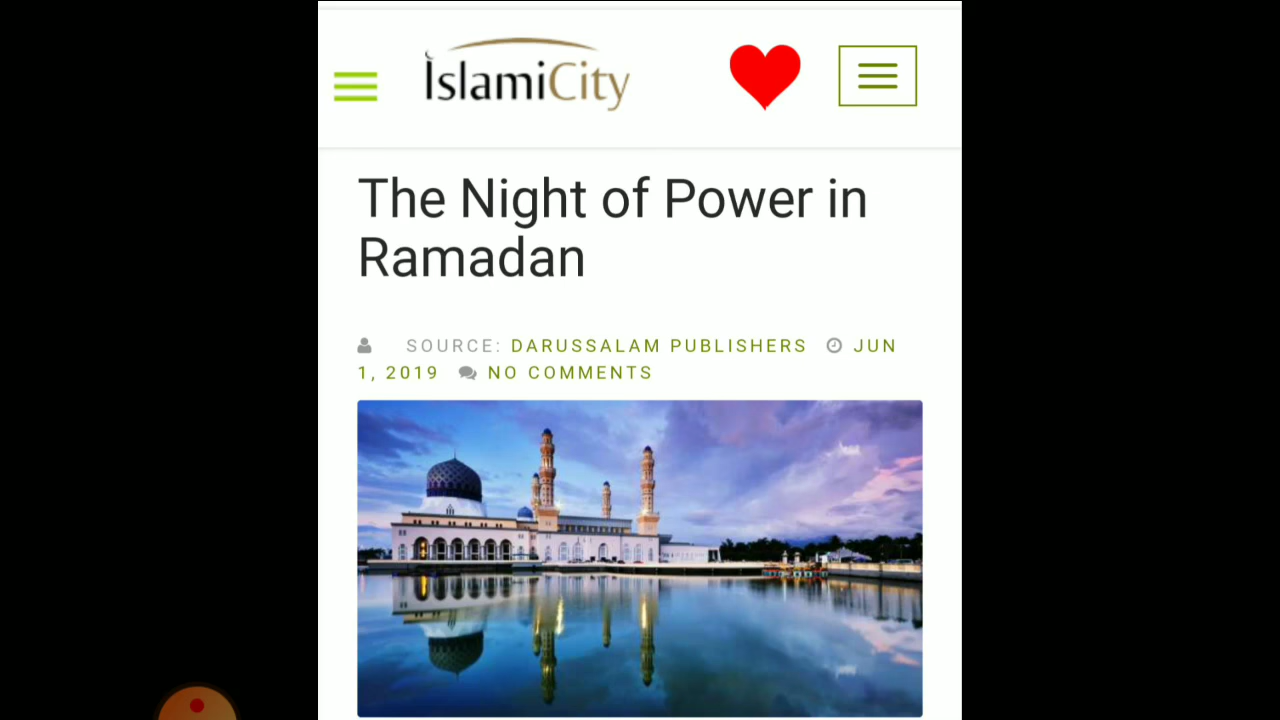 IslamiCity
The Night of Power in
Ramadan
SOURCE: DARUSSALAM PUBLISHERS JUN
1, 2019 NO COMMENTS